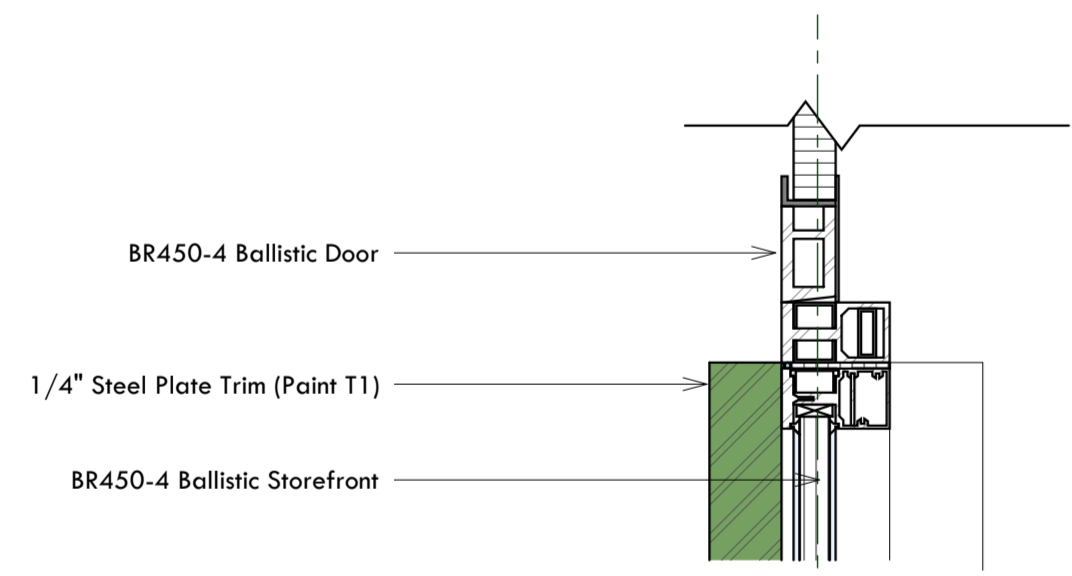 BR450-4 Ballistic Door
1/4" Steel Plate Trim (Paint T1)
BR450-4 Ballistic Storefront